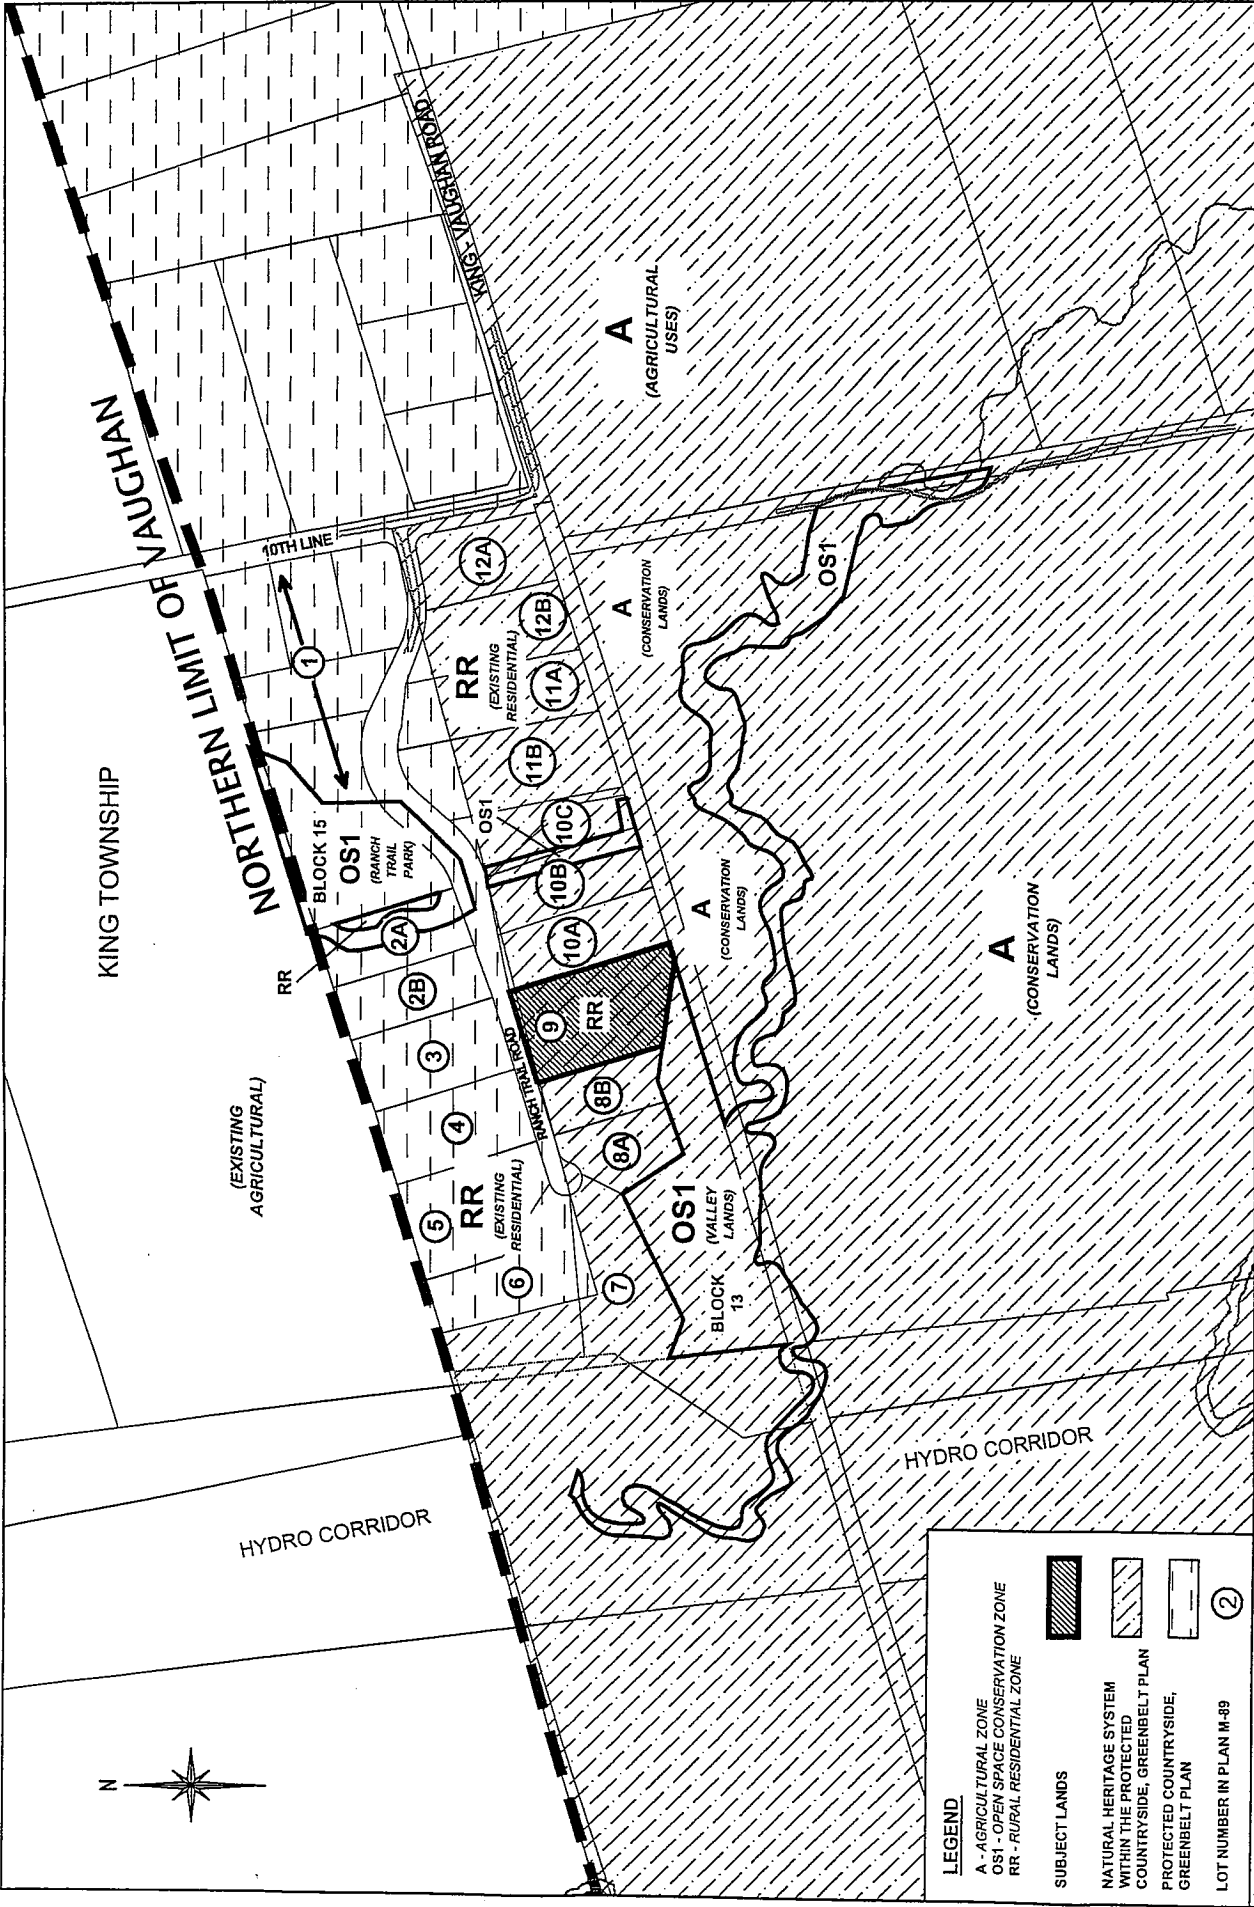 N
KING TOWNSHIP
(EXISTING
AGRICULTURAL)
HYDRO CORRIDOR
NORTHERN LIMIT OF VAUGHAN
10TH LINE
KING-VAUGHAN ROAD
1
BLOCK 15
OS1
(RANCH
TRAIL
PARK)
RR
2A
2B
3
4
5
6
RR
(EXISTING
RESIDENTIAL)
RANCH TRAIL ROAD
7
8A
8B
9
RR
10A
10B
10C
OS1
11B
11A
12B
12A
RR
(EXISTING
RESIDENTIAL)
OS1
(VALLEY
LANDS)
BLOCK
13
A
(CONSERVATION
LANDS)
A
(CONSERVATION
LANDS)
OS1
A
(AGRICULTURAL
USES)
A
(CONSERVATION
LANDS)
HYDRO CORRIDOR
LEGEND
A - AGRICULTURAL ZONE
OS1 - OPEN SPACE CONSERVATION ZONE
RR - RURAL RESIDENTIAL ZONE
SUBJECT LANDS
NATURAL HERITAGE SYSTEM
WITHIN THE PROTECTED
COUNTRYSIDE, GREENBELT PLAN
PROTECTED COUNTRYSIDE,
GREENBELT PLAN
LOT NUMBER IN PLAN M-89
2